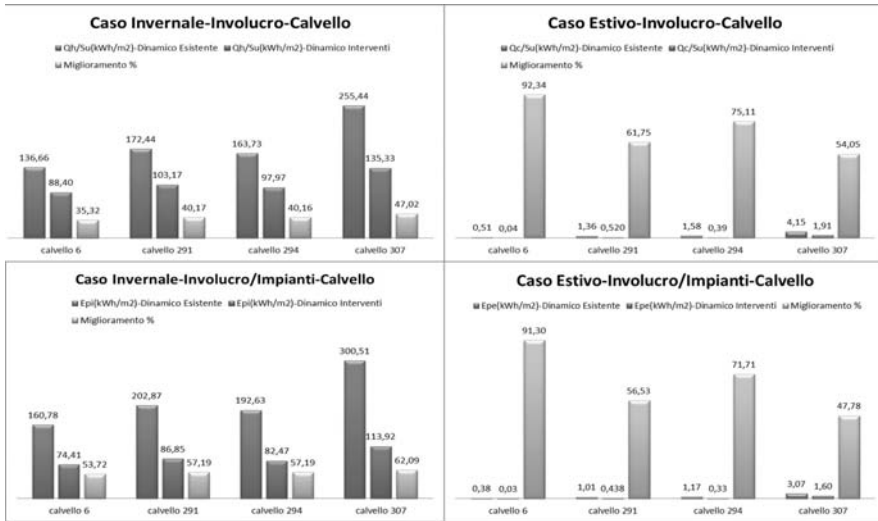 Caso Invernale-Involucro-Calvello
Qh/Su(kWh/m2)-Dinamico Esistente Qh/Su(kWh/m2)-Dinamico Interventi
Miglioramento %
136,66 88,40 35,32
172,44 103,17 40,17
163,73 97,97 40,16
255,44 135,33 47,02
calvello 6 calvello 291 calvello 294 calvello 307
Caso Estivo-Involucro-Calvello
Qc/Su(kWh/m2)-Dinamico Esistente Qc/Su(kWh/m2)-Dinamico Interventi
Miglioramento %
0,51 0,04 92,34
1,36 0,520 61,75
1,58 0,39 75,11
4,15 1,91 54,05
calvello 6 calvello 291 calvello 294 calvello 307
Caso Invernale-Involucro/Impianti-Calvello
Epi(kWh/m2)-Dinamico Esistente Epi(kWh/m2)-Dinamico Interventi
Miglioramento %
160,78 74,41 53,72
202,87 86,85 57,19
192,63 82,47 57,19
300,51 113,92 62,09
calvello 6 calvello 291 calvello 294 calvello 307
Caso Estivo-Involucro/Impianti-Calvello
Epe(kWh/m2)-Dinamico Esistente Epe(kWh/m2)-Dinamico Interventi Miglioramento %
0,38 0,03 91,30
1,01 0,438 56,53
1,17 0,33 71,71
3,07 1,60 47,78
calvello 6 calvello 291 calvello 294 calvello 307